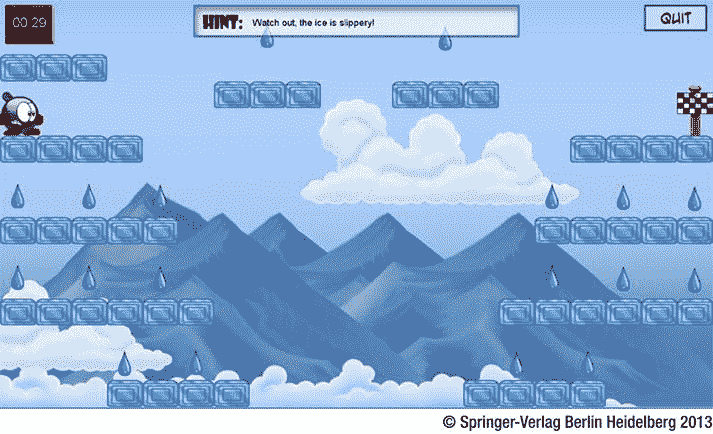 00:29
HINT: Watch out, the ice is slippery!
QUIT
© Springer-Verlag Berlin Heidelberg 2013